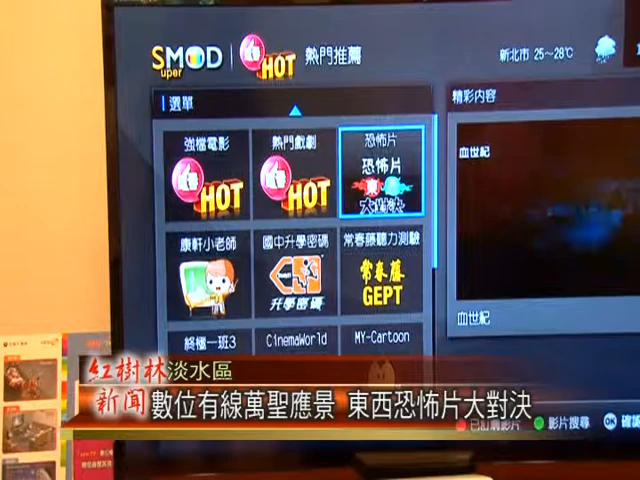 SMOD
uper
HOT
熱門推薦
新北市 25~28℃
選單
精彩內容
強檔電影
熱門戲劇
恐怖片
HOT
HOT
恐怖片
東西
大對決
血世紀
康軒小老師
國中升學密碼
常春藤聽力測驗
升學密碼
常春藤
GEPT
血世紀
終極一班3
CinemaWorld
MY-Cartoon
紅樹林
新聞
淡水區
數位有線萬聖應景 東西恐怖片大對決
已訂購影片
影片搜尋
OK
確認